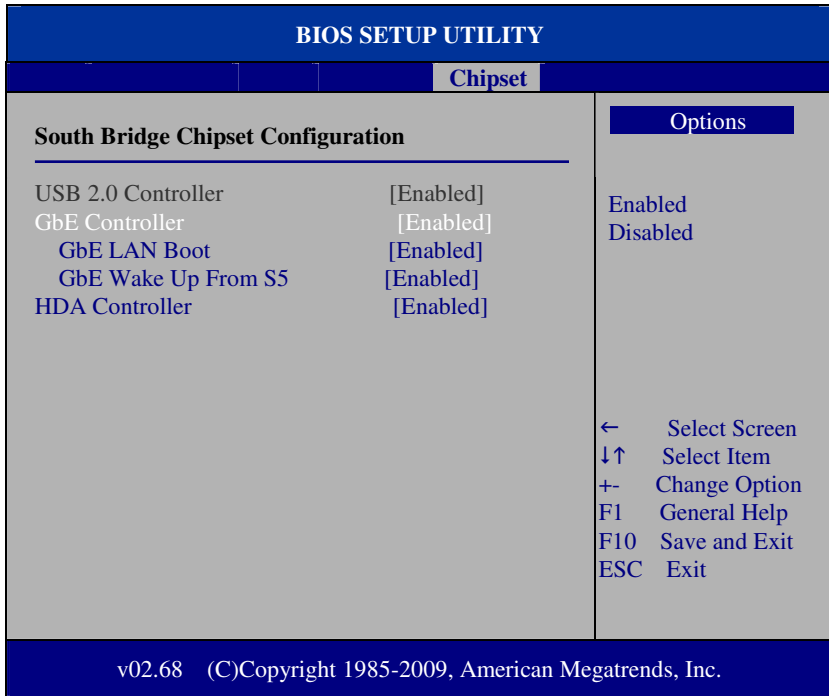 BIOS SETUP UTILITY
Chipset
South Bridge Chipset Configuration
USB 2.0 Controller [Enabled]
GbE Controller [Enabled]
GbE LAN Boot [Enabled]
GbE Wake Up From S5 [Enabled]
HDA Controller [Enabled]
Options
Enabled
Disabled
← Select Screen
↓↑ Select Item
+- Change Option
F1 General Help
F10 Save and Exit
ESC Exit
v02.68 (C)Copyright 1985-2009, American Megatrends, Inc.